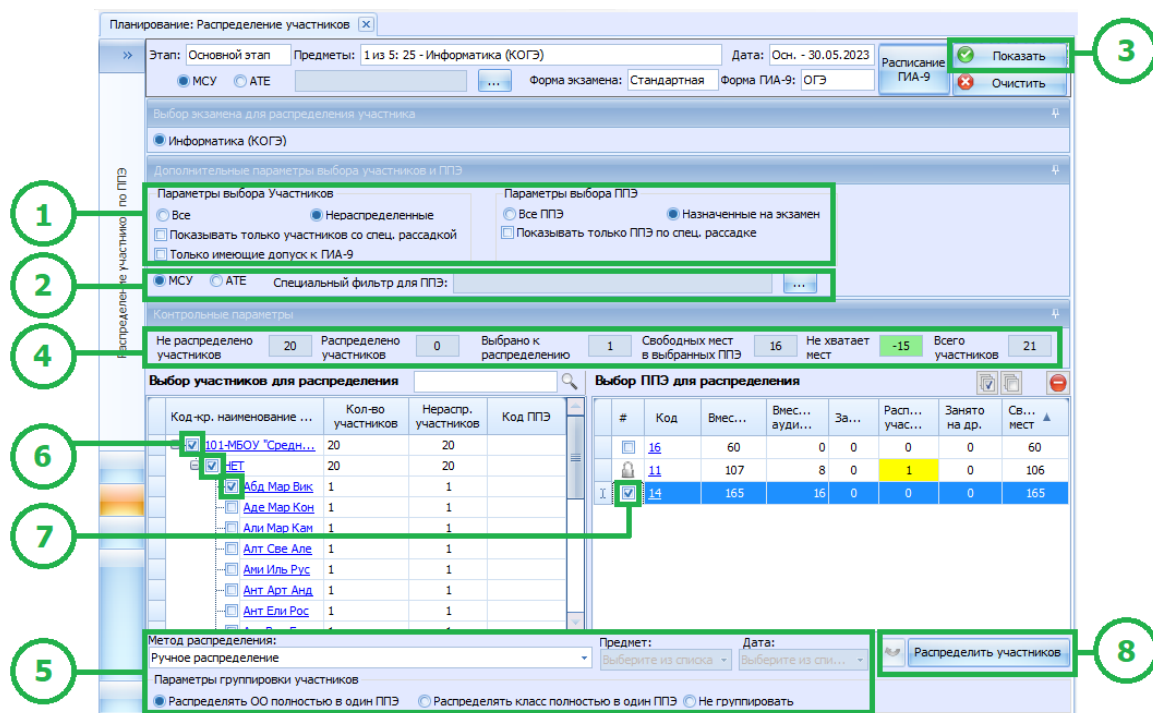 Планирование: Распределение участников
Этап: Основной этап Предметы: 1 из 5: 25 - Информатика (КОГЭ) Дата: Осн. - 30.05.2023 Расписание ГИА-9 Показать
МСУ АТЕ ... Форма экзамена: Стандартная Форма ГИА-9: ОГЭ Очистить
3
Выбор экзамена для распределения участника
Информатика (КОГЭ)
Распределение участников по ППЭ
Дополнительные параметры выбора участников и ППЭ
1
Параметры выбора Участников Параметры выбора ППЭ
Все Нераспределенные Все ППЭ Назначенные на экзамен
Показывать только участников со спец. рассадкой Показывать только ППЭ по спец. рассадке
Только имеющие допуск к ГИА-9
2
МСУ АТЕ Специальный фильтр для ППЭ: ...
Контрольные параметры
4
Не распределено участников 20 Распределено участников 0 Выбрано к распределению 1 Свободных мест в выбранных ППЭ 16 Не хватает мест -15 Всего участников 21
Выбор участников для распределения Выбор ППЭ для распределения
Код-кр. наименование ... Кол-во участников Нераспр. участников Код ППЭ
# Код Вмес... Вмес... ауди... За... Расп... учас... Занято на др. Св... мест
6
101-МБОУ "Средн... 20 20
НЕТ 20 20
Абд Мар Вик 1 1
Аде Мар Кон 1 1
Али Мар Кам 1 1
Алт Све Але 1 1
Ами Иль Рус 1 1
Ант Арт Анд 1 1
Ант Ели Рос 1 1
16 60 0 0 0 0 60
11 107 8 0 1 0 106
14 165 16 0 0 0 165
7
5
Метод распределения: Предмет: Дата:
Ручное распределение Выберите из списка Выберите из спи... Распределить участников
8
Параметры группировки участников
Распределять ОО полностью в один ППЭ Распределять класс полностью в один ППЭ Не группировать